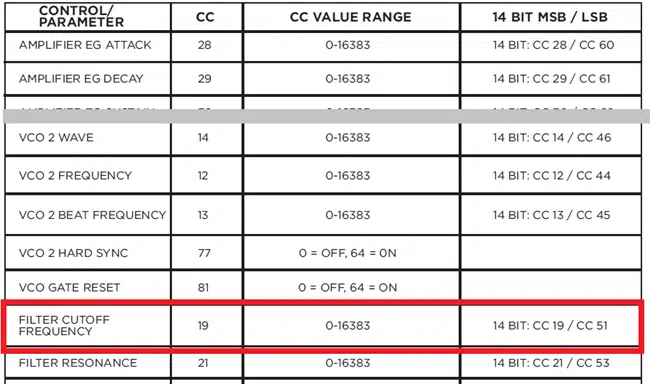 CONTROL/
PARAMETER CC CC VALUE RANGE 14 BIT MSB / LSB
AMPLIFIER EG ATTACK 28 0-16383 14 BIT: CC 28 / CC 60
AMPLIFIER EG DECAY 29 0-16383 14 BIT: CC 29 / CC 61
VCO 2 WAVE 14 0-16383 14 BIT: CC 14 / CC 46
VCO 2 FREQUENCY 12 0-16383 14 BIT: CC 12 / CC 44
VCO 2 BEAT FREQUENCY 13 0-16383 14 BIT: CC 13 / CC 45
VCO 2 HARD SYNC 77 0 = OFF, 64 = ON
VCO GATE RESET 81 0 = OFF, 64 = ON
FILTER CUTOFF
FREQUENCY 19 0-16383 14 BIT: CC 19 / CC 51
FILTER RESONANCE 21 0-16383 14 BIT: CC 21 / CC 53